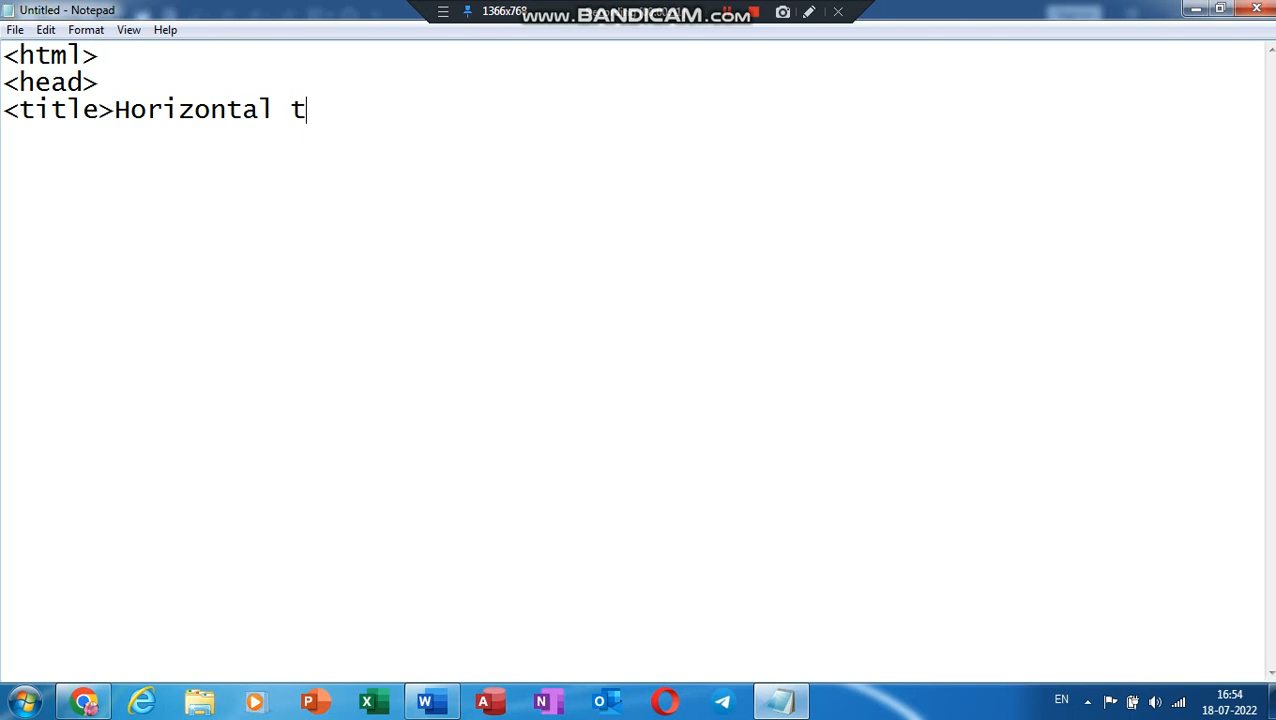 Untitled - Notepad
1366x768
www.BANDICAM.com
File Edit Format View Help
<html>
<head>
<title>Horizontal t
EN
16:54
18-07-2022